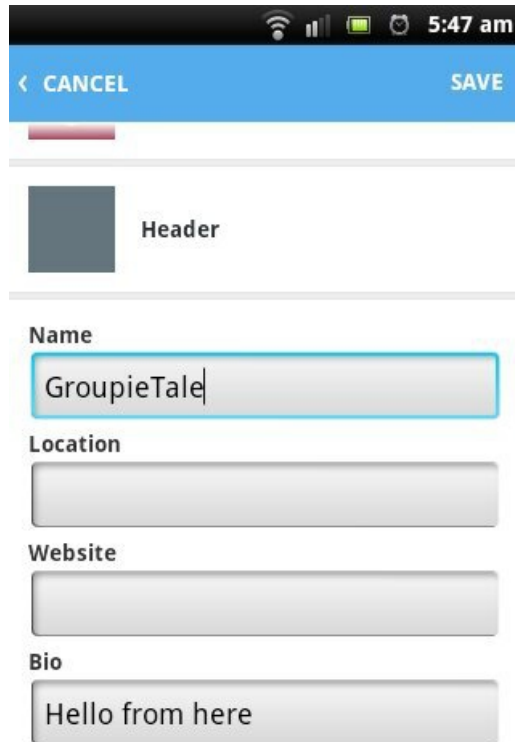 5:47 am
< CANCEL SAVE
Header
Name
GroupieTale
Location
Website
Bio
Hello from here